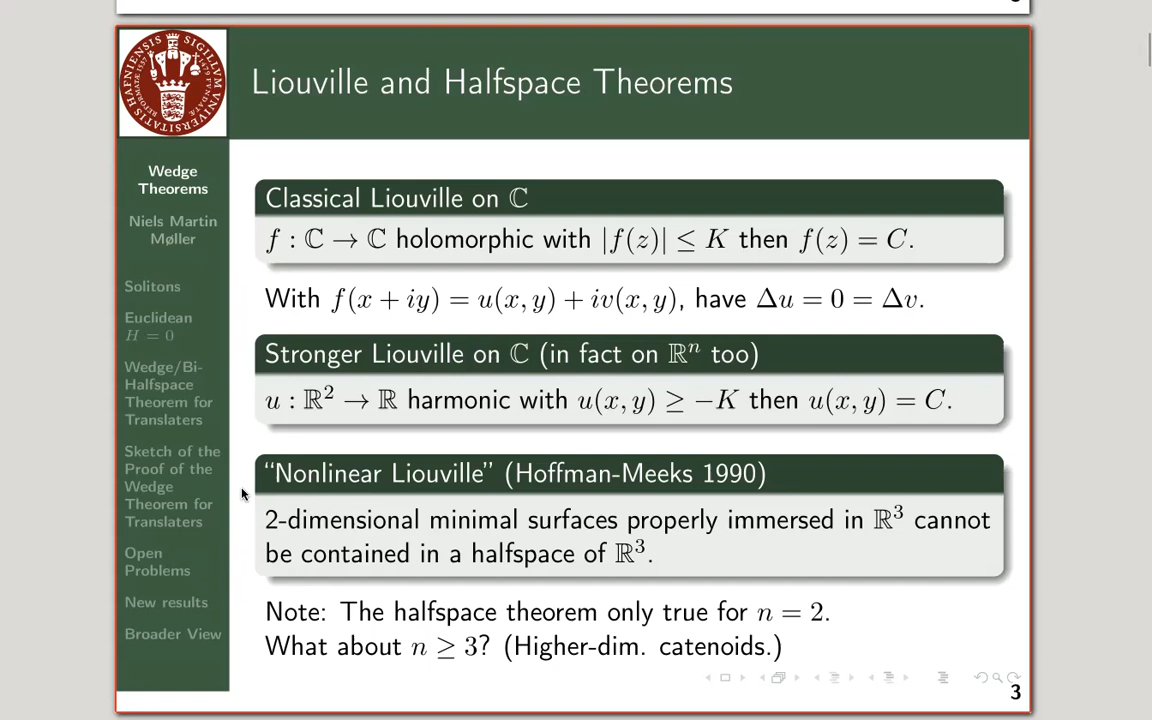 Liouville and Halfspace Theorems
Wedge
Theorems
Niels Martin
Møller
Solitons
Euclidean
H = 0
Wedge/Bi-
Halfspace
Theorem for
Translaters
Sketch of the
Proof of the
Wedge
Theorem for
Translaters
Open
Problems
New results
Broader View
Classical Liouville on ℂ
f : ℂ → ℂ holomorphic with |f(z)| ≤ K then f(z) = C.
With f(x + iy) = u(x, y) + iv(x, y), have Δu = 0 = Δv.
Stronger Liouville on ℂ (in fact on ℝⁿ too)
u : ℝ² → ℝ harmonic with u(x, y) ≥ −K then u(x, y) = C.
“Nonlinear Liouville” (Hoffman-Meeks 1990)
2-dimensional minimal surfaces properly immersed in ℝ³ cannot
be contained in a halfspace of ℝ³.
Note: The halfspace theorem only true for n = 2.
What about n ≥ 3? (Higher-dim. catenoids.)
3